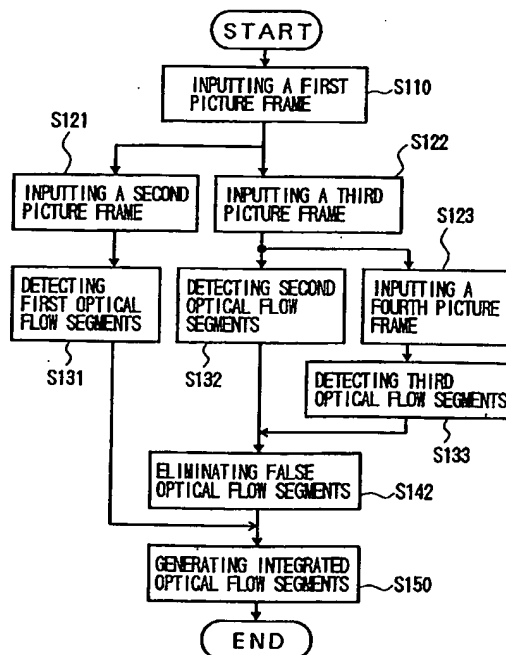 START
INPUTTING A FIRST
PICTURE FRAME
S110
S121
S122
INPUTTING A SECOND
PICTURE FRAME
INPUTTING A THIRD
PICTURE FRAME
S123
DETECTING
FIRST OPTICAL
FLOW SEGMENTS
DETECTING SECOND
OPTICAL FLOW
SEGMENTS
INPUTTING A
FOURTH PICTURE
FRAME
S131
S132
DETECTING THIRD
OPTICAL FLOW SEGMENTS
S133
ELIMINATING FALSE
OPTICAL FLOW SEGMENTS
S142
GENERATING INTEGRATED
OPTICAL FLOW SEGMENTS
S150
END